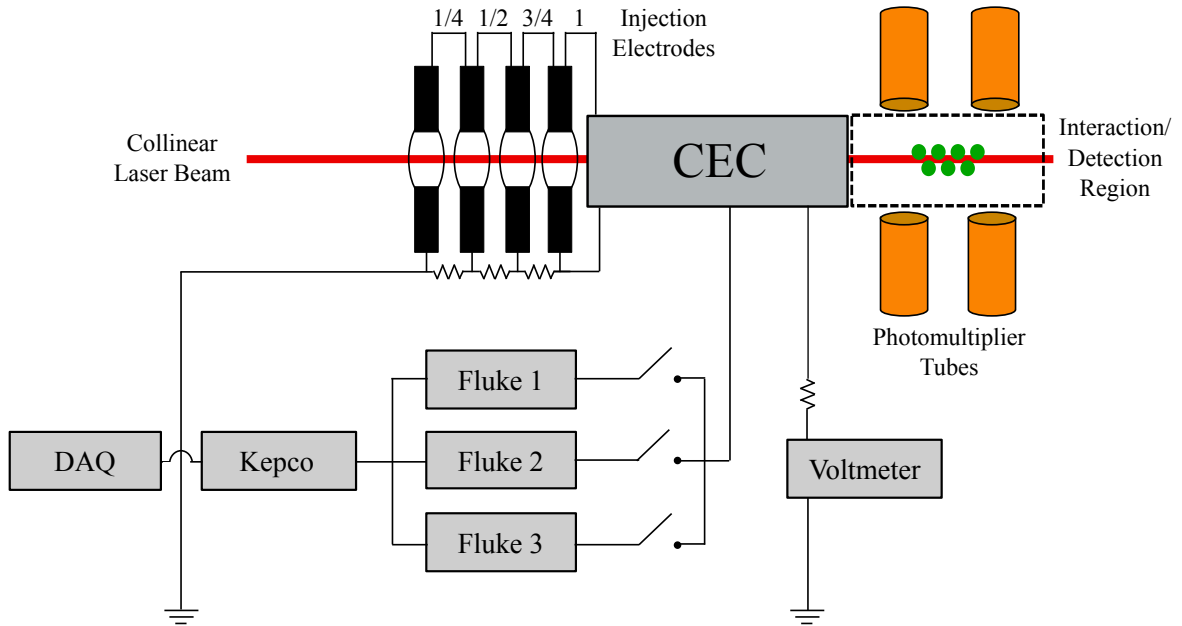 1/4 1/2 3/4 1
Injection
Electrodes
Collinear
Laser Beam
CEC
Interaction/
Detection
Region
Photomultiplier
Tubes
Fluke 1
DAQ
Kepco
Fluke 2
Voltmeter
Fluke 3